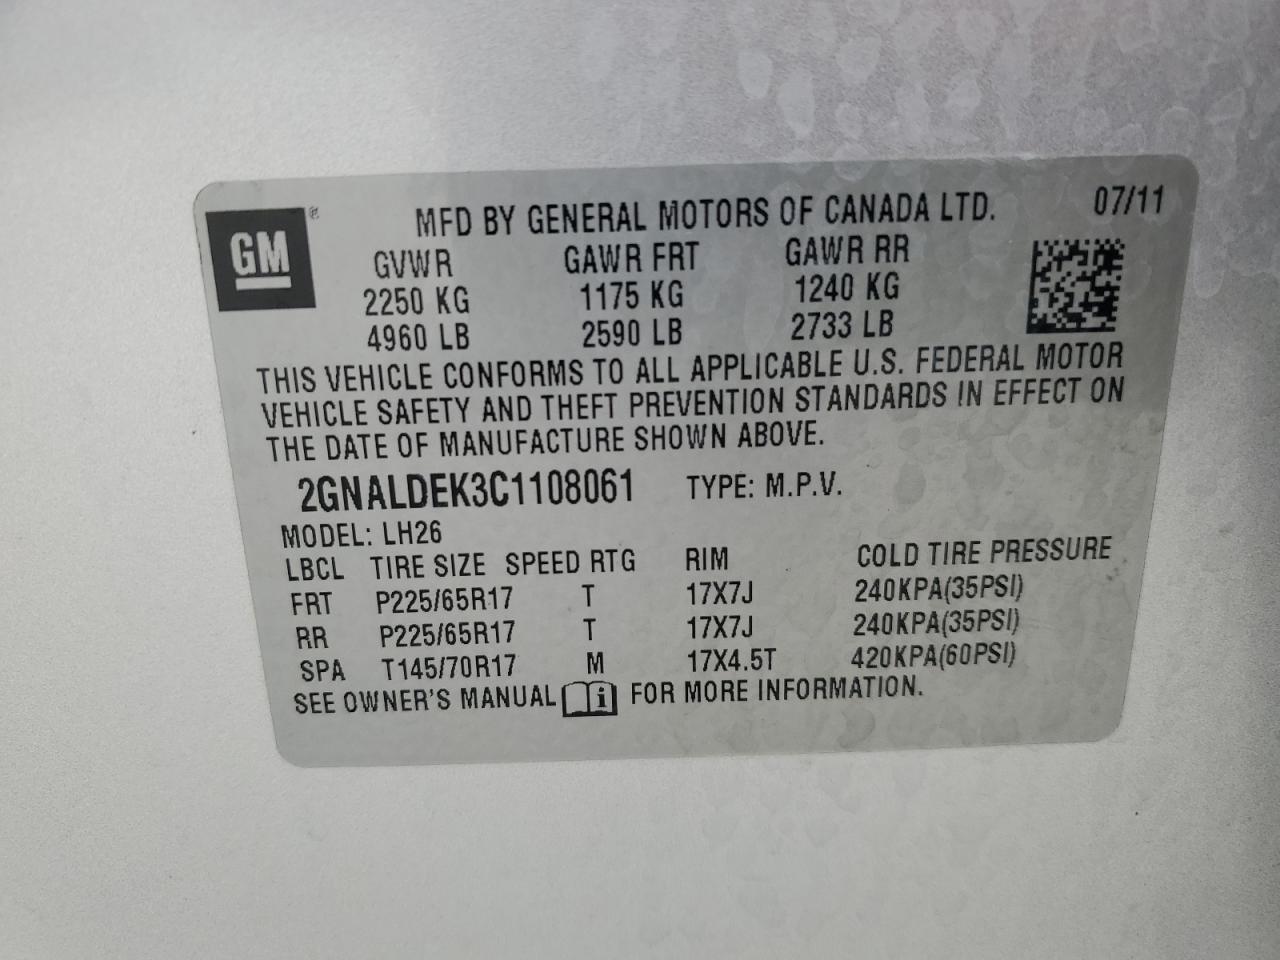 GM ®
MFD BY GENERAL MOTORS OF CANADA LTD. 07/11
GVWR GAWR FRT GAWR RR
2250 KG 1175 KG 1240 KG
4960 LB 2590 LB 2733 LB
THIS VEHICLE CONFORMS TO ALL APPLICABLE U.S. FEDERAL MOTOR
VEHICLE SAFETY AND THEFT PREVENTION STANDARDS IN EFFECT ON
THE DATE OF MANUFACTURE SHOWN ABOVE.
2GNALDEK3C1108061 TYPE: M.P.V.
MODEL: LH26
LBCL TIRE SIZE SPEED RTG RIM COLD TIRE PRESSURE
FRT P225/65R17 T 17X7J 240KPA(35PSI)
RR P225/65R17 T 17X7J 240KPA(35PSI)
SPA T145/70R17 M 17X4.5T 420KPA(60PSI)
SEE OWNER'S MANUAL i FOR MORE INFORMATION.